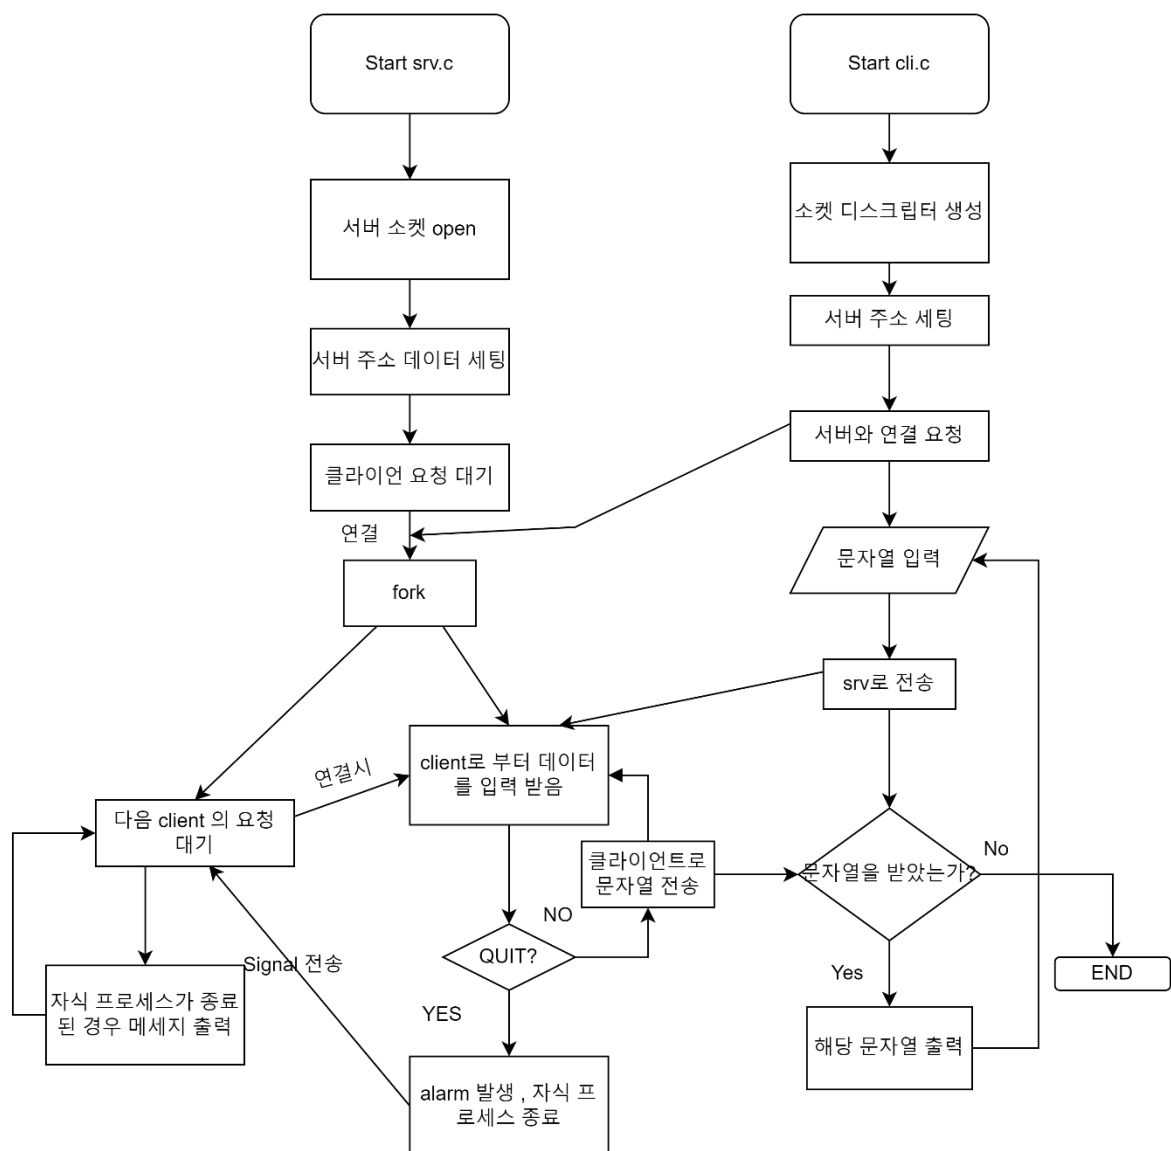 Start srv.c
Start cli.c
서버 소켓 open
소켓 디스크립터 생성
서버 주소 데이터 세팅
서버 주소 세팅
클라이언 요청 대기
서버와 연결 요청
연결
fork
문자열 입력
srv로 전송
client로 부터 데이터
를 입력 받음
연결시
다음 client 의 요청
대기
클라이언트로
문자열 전송
문자열을 받았는가?
No
NO
QUIT?
Signal 전송
END
Yes
YES
자식 프로세스가 종료
된 경우 메세지 출력
해당 문자열 출력
alarm 발생 , 자식 프
로세스 종료